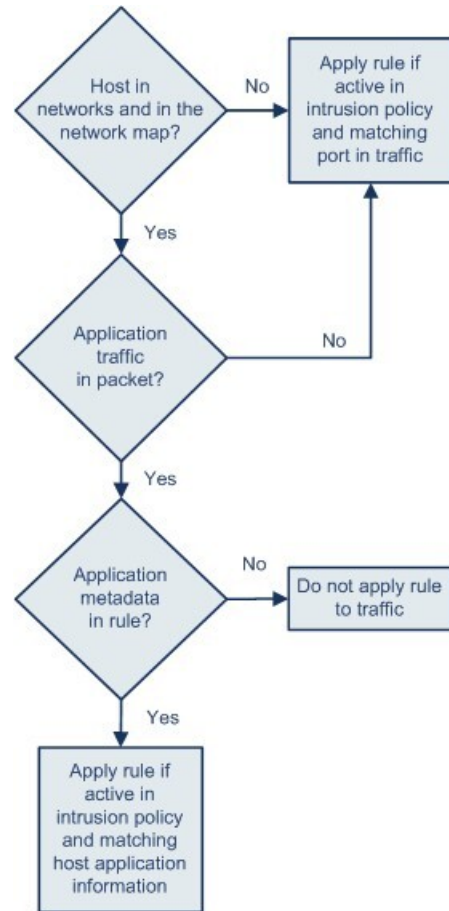 Host in
networks and in the
network map?
No
Apply rule if
active in
intrusion policy
and matching
port in traffic
Yes
Application
traffic
in packet?
No
Yes
Application
metadata
in rule?
No
Do not apply rule
to traffic
Yes
Apply rule if
active in
intrusion policy
and matching
host application
information